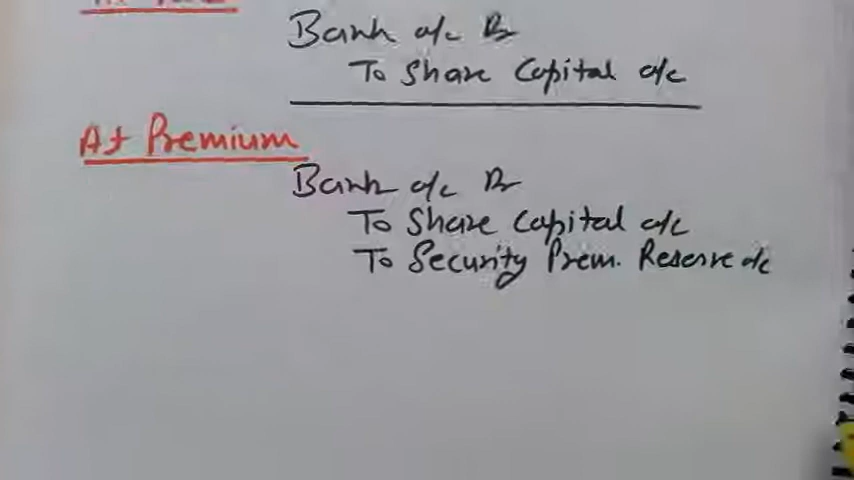 Bank a/c Dr
To Share Capital a/c
At Premium
Bank a/c Dr
To Share Capital a/c
To Security Prem. Reserve a/c